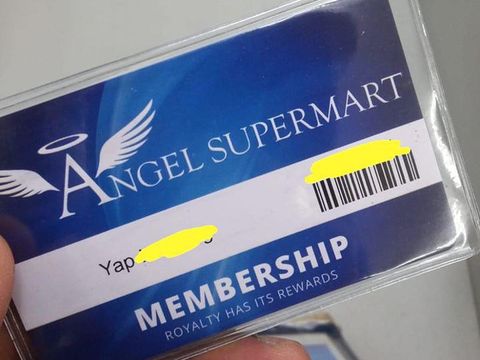 ANGEL SUPERMART
Yap
MEMBERSHIP
ROYALTY HAS ITS REWARDS